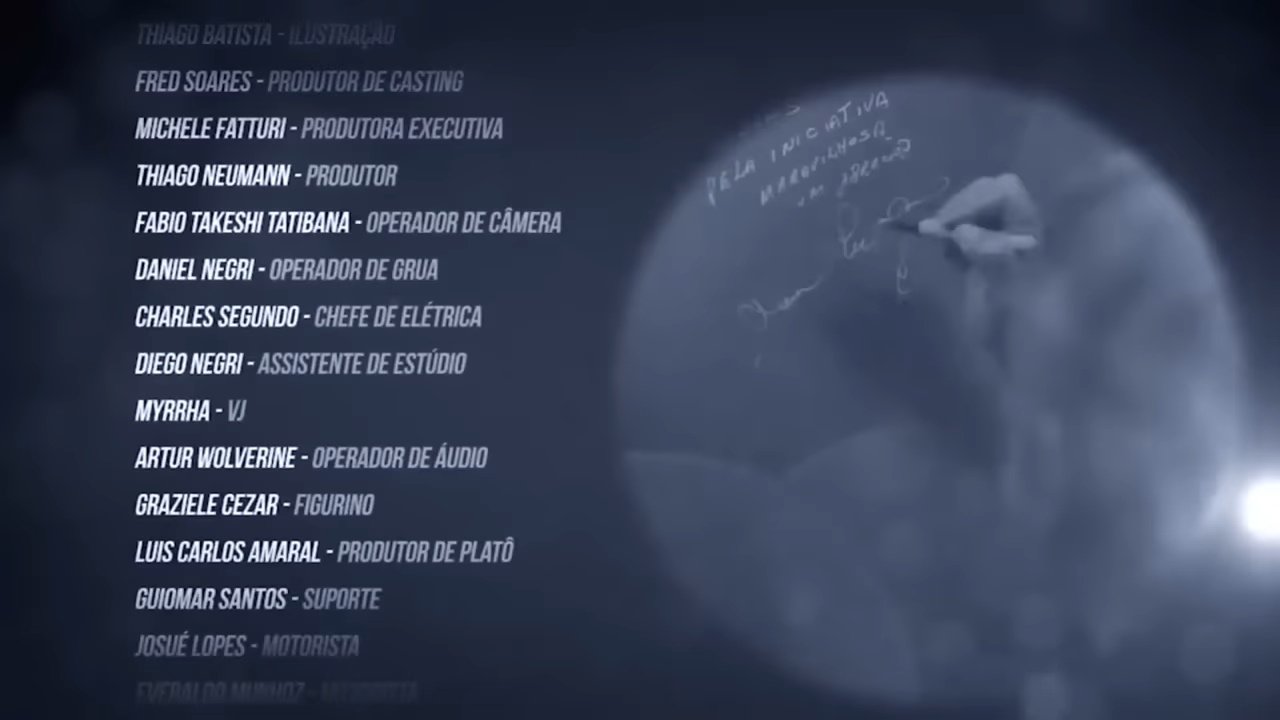 THIAGO BATISTA - ILUSTRAÇÃO
FRED SOARES - PRODUTOR DE CASTING
MICHELE FATTURI - PRODUTORA EXECUTIVA
THIAGO NEUMANN - PRODUTOR
FABIO TAKESHI TATIBANA - OPERADOR DE CÂMERA
DANIEL NEGRI - OPERADOR DE GRUA
CHARLES SEGUNDO - CHEFE DE ELÉTRICA
DIEGO NEGRI - ASSISTENTE DE ESTÚDIO
MYRRHA - VJ
ARTUR WOLVERINE - OPERADOR DE ÁUDIO
GRAZIELE CEZAR - FIGURINO
LUIS CARLOS AMARAL - PRODUTOR DE PLATÔ
GUIOMAR SANTOS - SUPORTE
JOSUÉ LOPES - MOTORISTA
EVERALDO MUNHOZ - MOTORISTA
PELA INICIATIVA
MARAVILHOSA